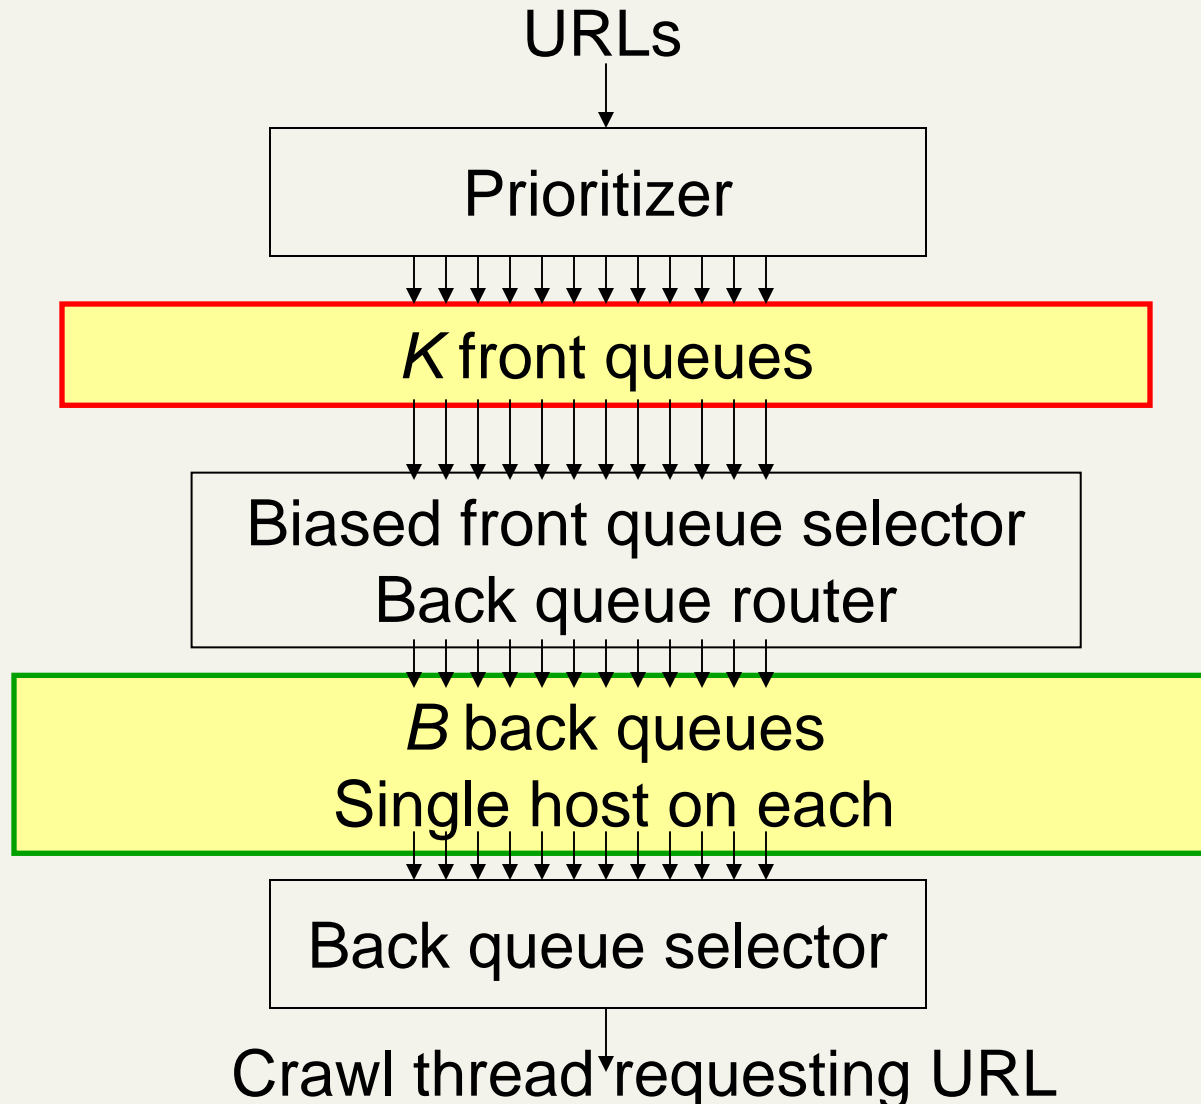 URLs
Prioritizer
K front queues
Biased front queue selector
Back queue router
B back queues
Single host on each
Back queue selector
Crawl thread requesting URL